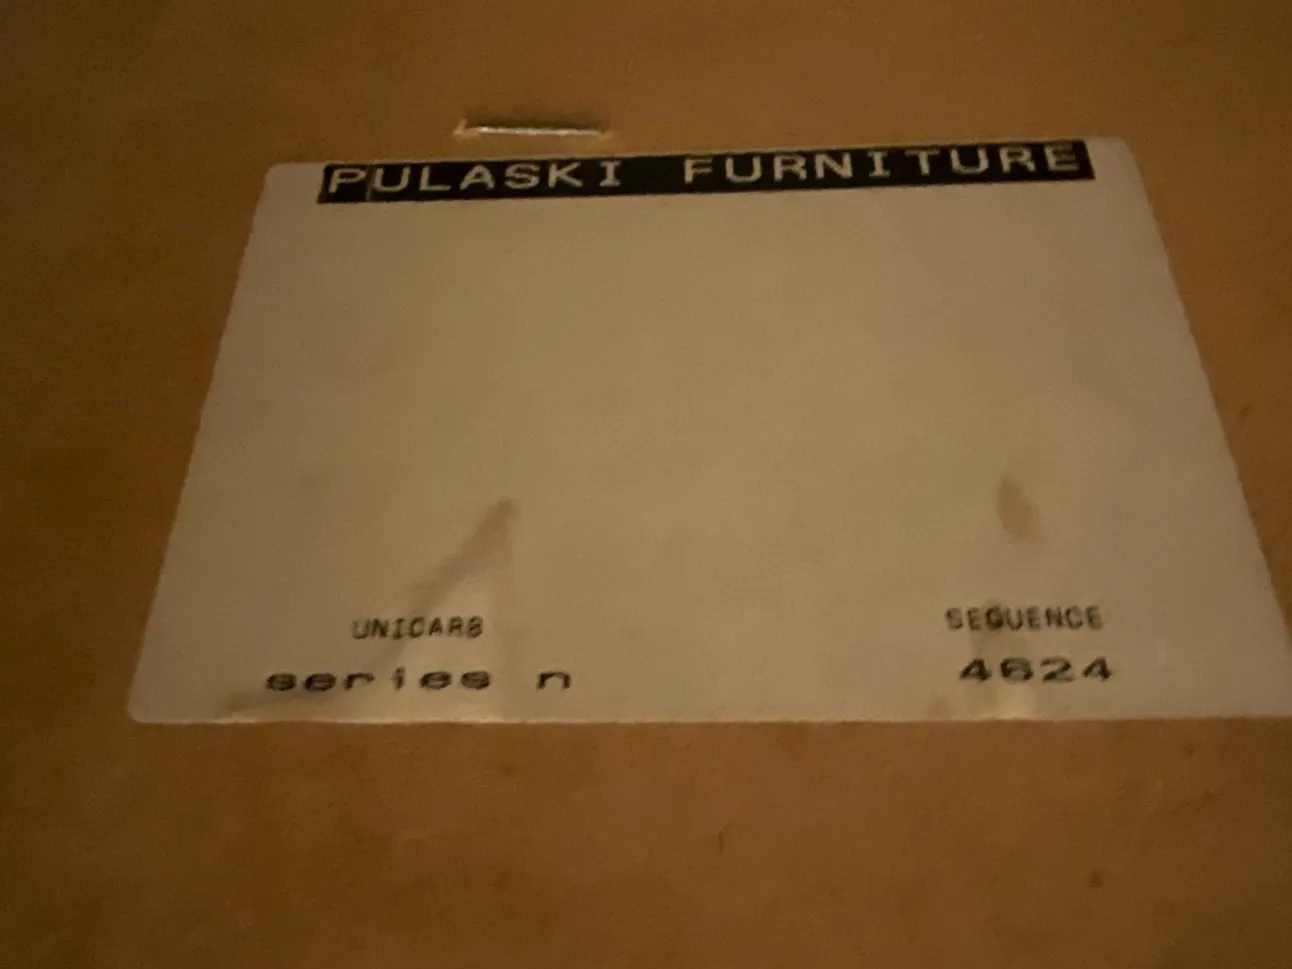 PULASKI FURNITURE
UNICARB SEQUENCE
series n 4624